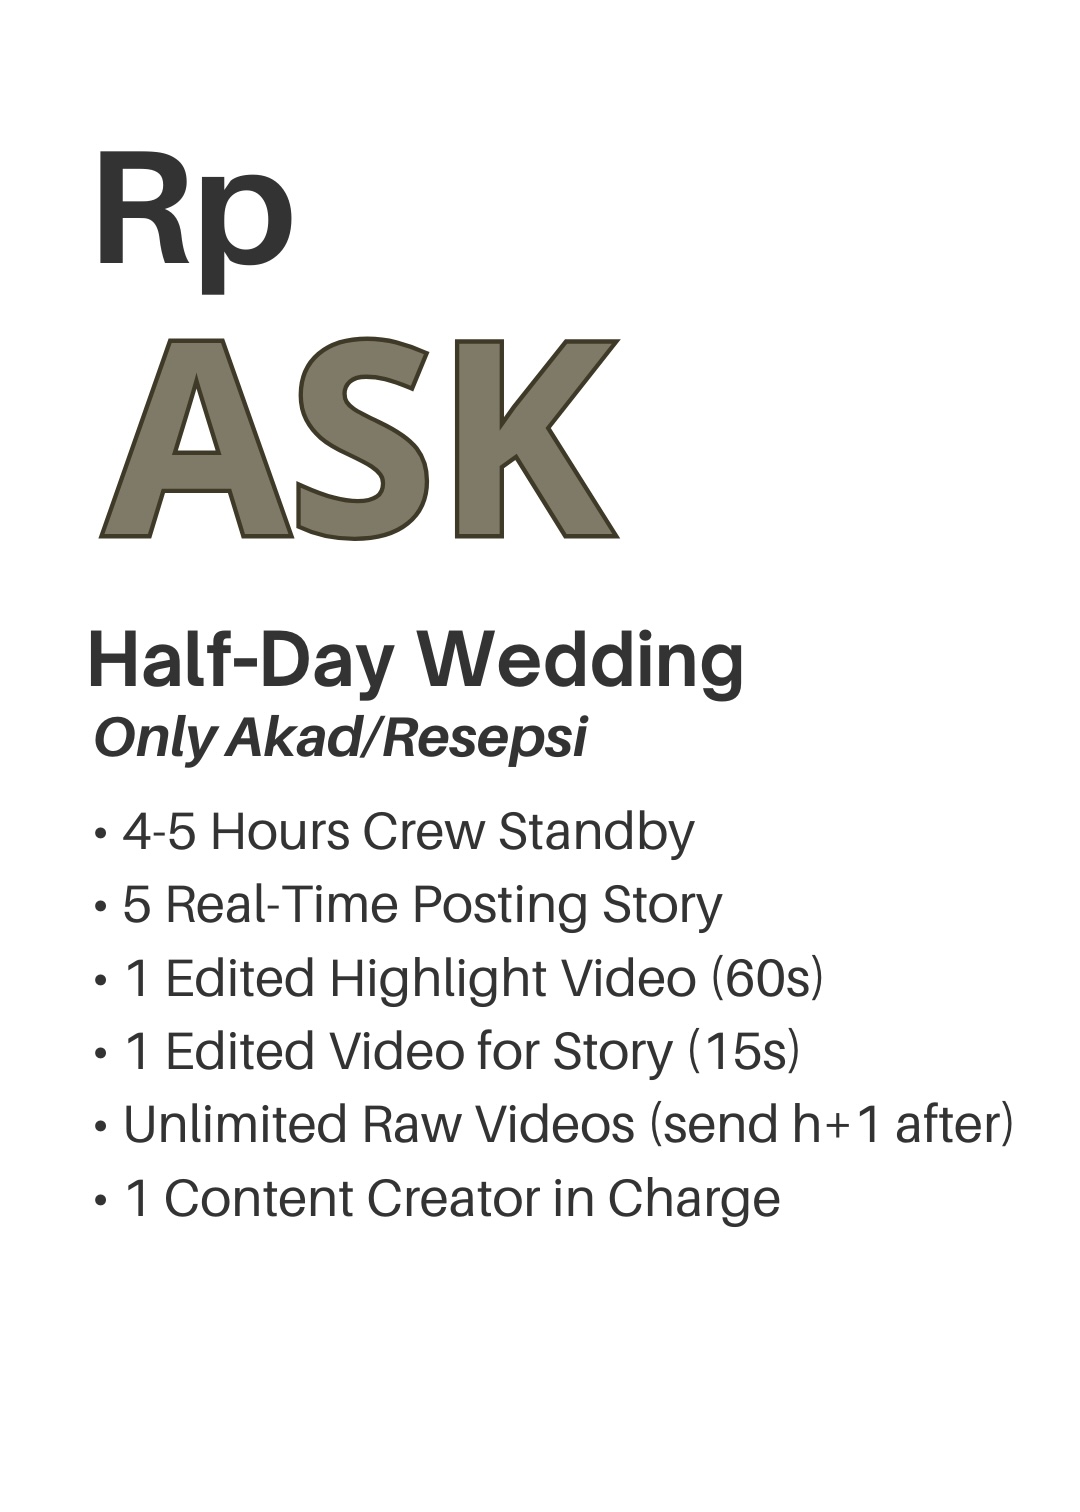 Rp
ASK
Half-Day Wedding
Only Akad/Resepsi
• 4-5 Hours Crew Standby
• 5 Real-Time Posting Story
• 1 Edited Highlight Video (60s)
• 1 Edited Video for Story (15s)
• Unlimited Raw Videos (send h+1 after)
• 1 Content Creator in Charge